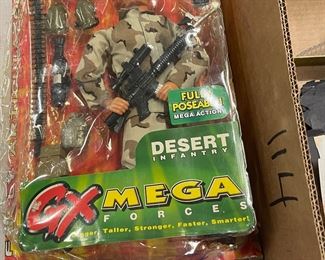 FULLY
POSEABLE!
MEGA ACTION!
DESERT
INFANTRY
GX MEGA
FORCES
Bigger, Taller, Stronger, Faster, Smarter!